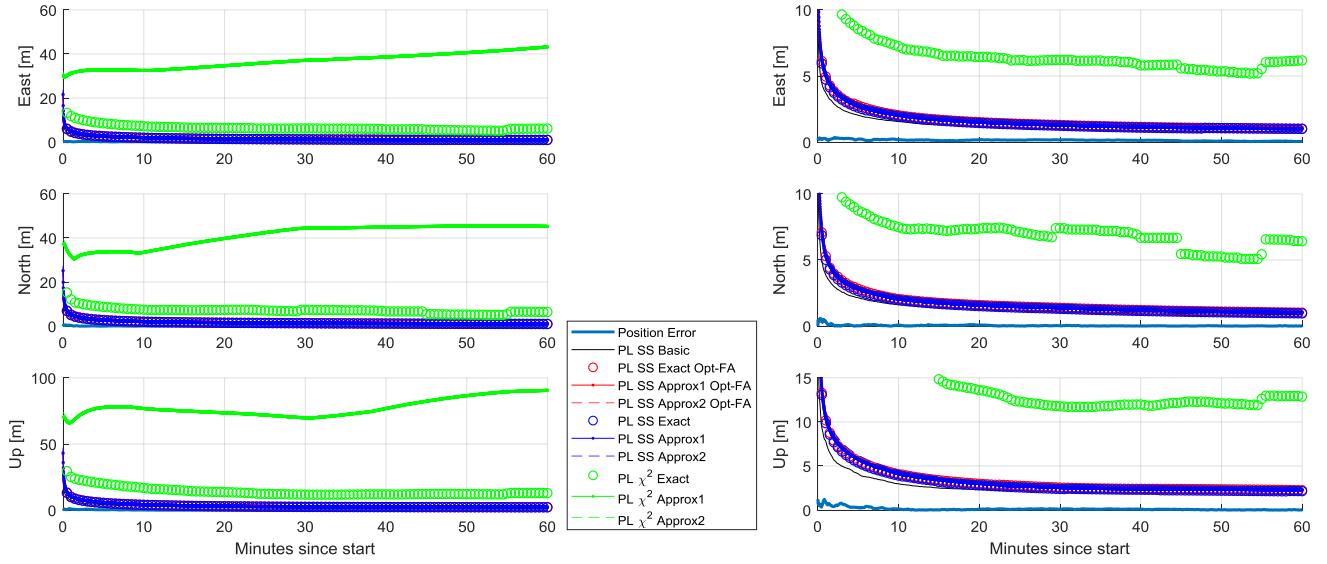 60
40
20
0
East [m]
0 10 20 30 40 50 60
10
5
0
East [m]
0 10 20 30 40 50 60
60
40
20
0
North [m]
0 10 20 30 40 50 60
10
5
0
North [m]
0 10 20 30 40 50 60
100
50
0
Up [m]
0 10 20 30 40 50 60
Minutes since start
Position Error
PL SS Basic
PL SS Exact Opt-FA
PL SS Approx1 Opt-FA
PL SS Approx2 Opt-FA
PL SS Exact
PL SS Approx1
PL SS Approx2
PL χ² Exact
PL χ² Approx1
PL χ² Approx2
15
10
5
0
Up [m]
0 10 20 30 40 50 60
Minutes since start